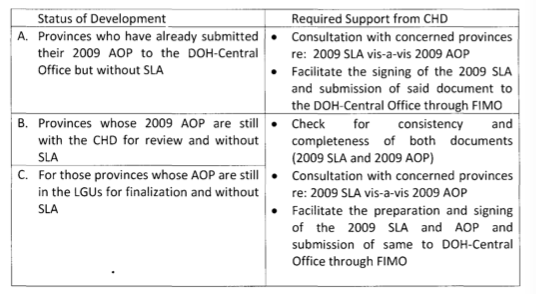 Status of Development
Required Support from CHD
A. Provinces who have already submitted
their 2009 AOP to the DOH-Central
Office but without SLA
• Consultation with concerned provinces
re: 2009 SLA vis-a-vis 2009 AOP
• Facilitate the signing of the 2009 SLA
and submission of said document to
the DOH-Central Office through FIMO
B. Provinces whose 2009 AOP are still
with the CHD for review and without
SLA
• Check for consistency and
completeness of both documents
(2009 SLA and 2009 AOP)
C. For those provinces whose AOP are still
in the LGUs for finalization and without
SLA
• Consultation with concerned provinces
re: 2009 SLA vis-a-vis 2009 AOP
• Facilitate the preparation and signing
of the 2009 SLA and AOP and
submission of same to DOH-Central
Office through FIMO